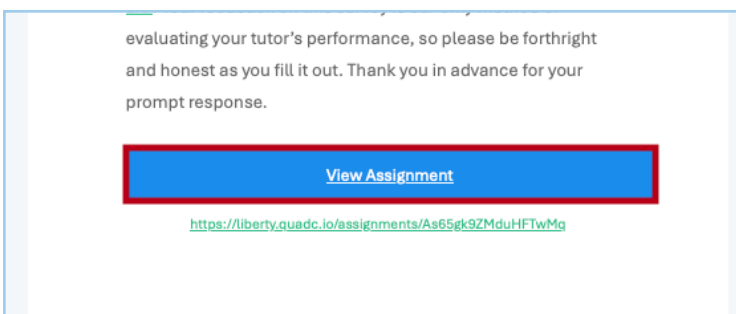 evaluating your tutor's performance, so please be forthright
and honest as you fill it out. Thank you in advance for your
prompt response.
View Assignment
https://liberty.quadc.io/assignments/As65gk9ZMduHFTwMq